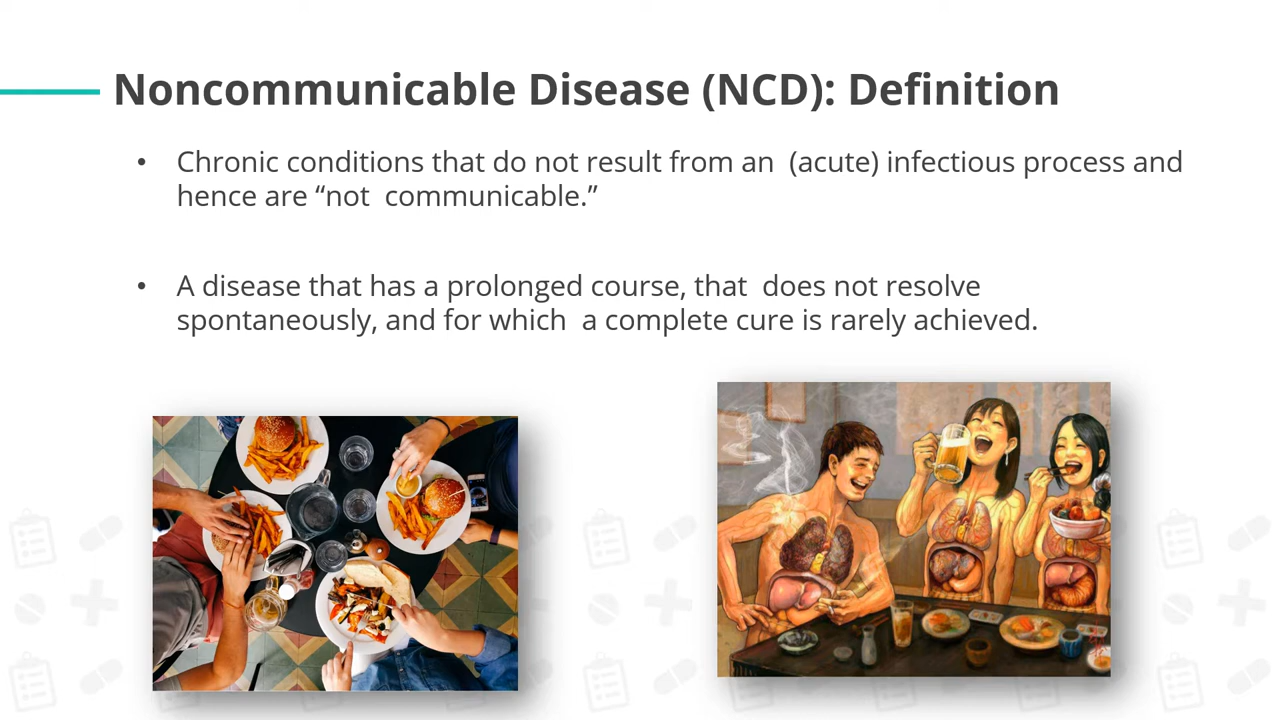 Noncommunicable Disease (NCD): Definition
• Chronic conditions that do not result from an  (acute) infectious process and
hence are “not  communicable.”
• A disease that has a prolonged course, that  does not resolve
spontaneously, and for which  a complete cure is rarely achieved.